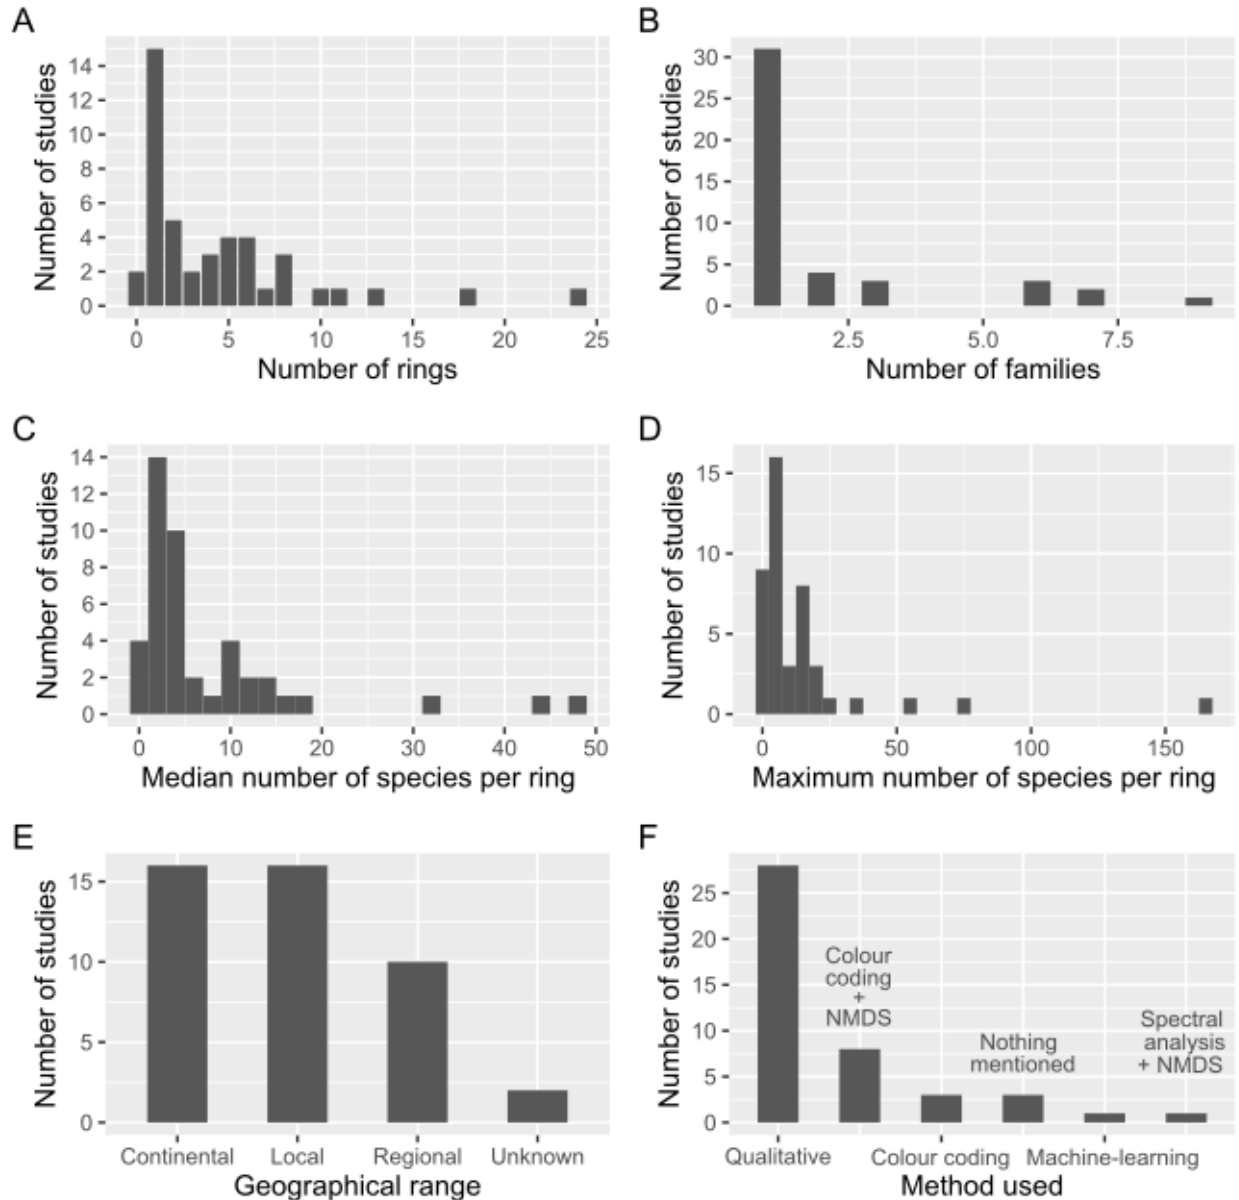 A
Number of studies
14
12
10
8
6
4
2
0
0 5 10 15 20 25
Number of rings
B
Number of studies
30
25
20
15
10
5
0
2.5 5.0 7.5
Number of families
C
Number of studies
14
12
10
8
6
4
2
0
0 10 20 30 40 50
Median number of species per ring
D
Number of studies
15
10
5
0
0 50 100 150
Maximum number of species per ring
E
Number of studies
15
10
5
0
Continental Local Regional Unknown
Geographical range
F
Number of studies
25
20
15
10
5
0
Colour
coding
+
NMDS
Nothing
mentioned
Spectral
analysis
+ NMDS
Qualitative Colour coding Machine-learning
Method used